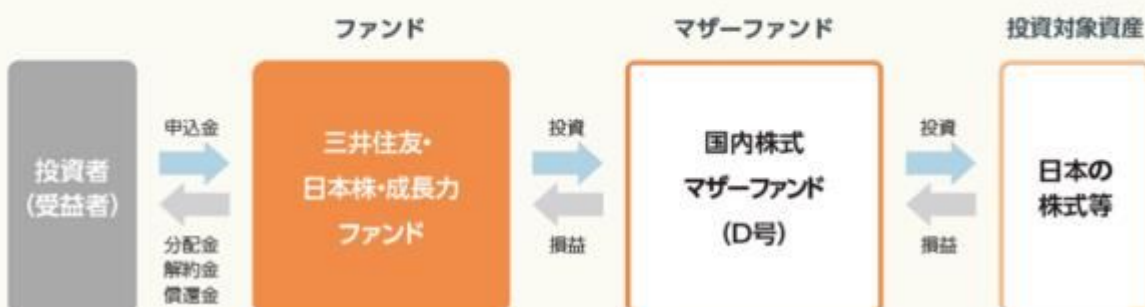 ファンド
マザーファンド
投資対象資産
投資者
(受益者)
申込金
分配金
解約金
償還金
三井住友・
日本株・成長力
ファンド
投資
損益
国内株式
マザーファンド
(D号)
投資
損益
日本の
株式等